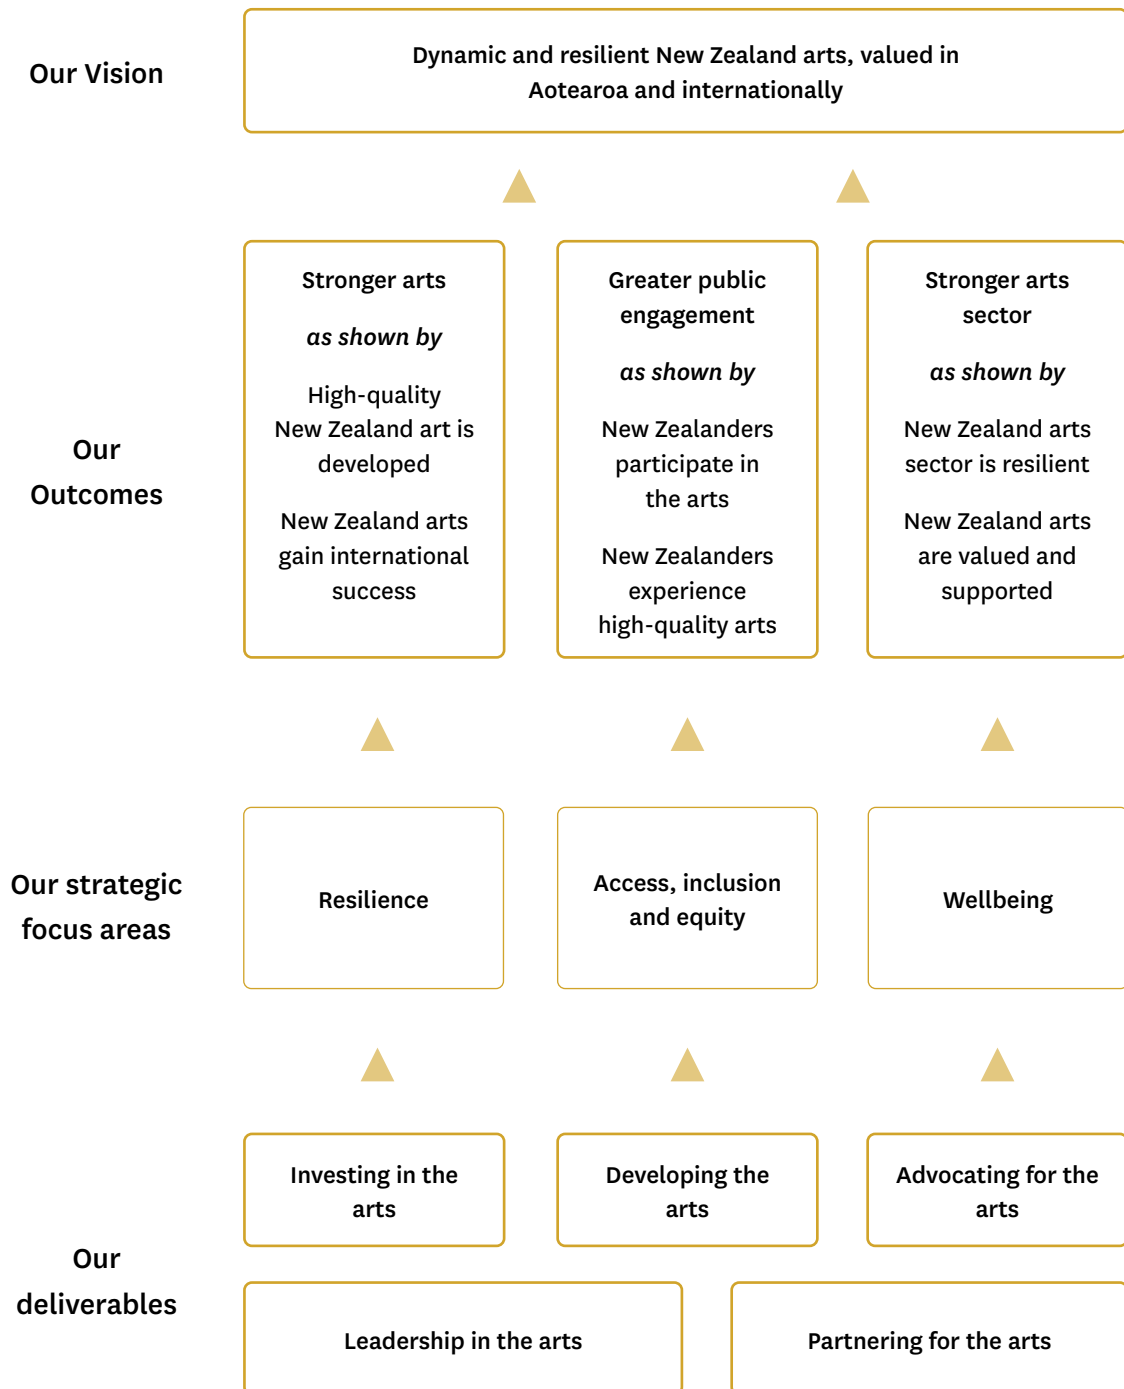 Our Vision
Dynamic and resilient New Zealand arts, valued in
Aotearoa and internationally
Our
Outcomes
Stronger arts
as shown by
High-quality
New Zealand art is
developed
New Zealand arts
gain international
success
Greater public
engagement
as shown by
New Zealanders
participate in
the arts
New Zealanders
experience
high-quality arts
Stronger arts
sector
as shown by
New Zealand arts
sector is resilient
New Zealand arts
are valued and
supported
Our strategic
focus areas
Resilience
Access, inclusion
and equity
Wellbeing
Our
deliverables
Investing in the
arts
Developing the
arts
Advocating for the
arts
Leadership in the arts
Partnering for the arts